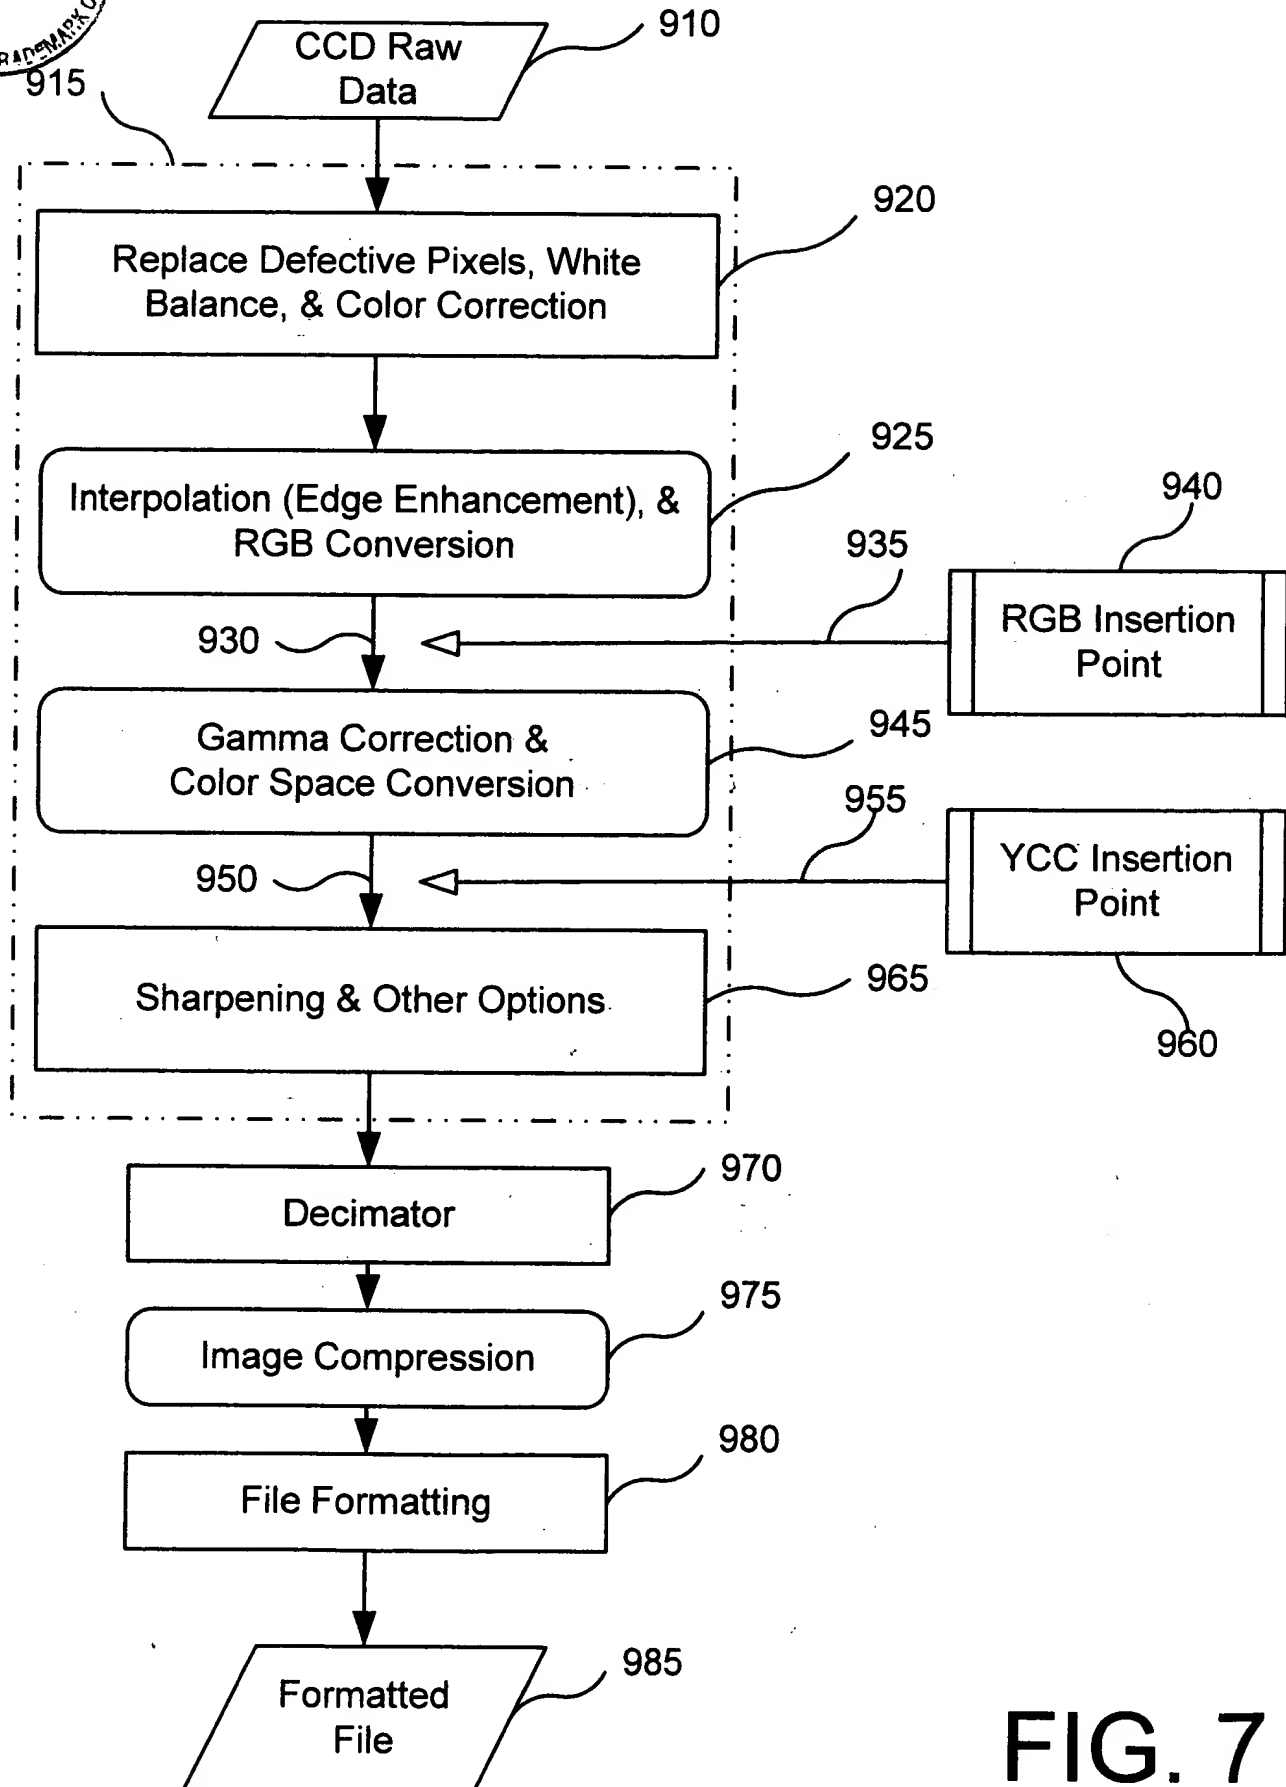 910
CCD Raw
Data
915
920
Replace Defective Pixels, White
Balance, & Color Correction
925
Interpolation (Edge Enhancement), &
RGB Conversion
940
935
930
RGB Insertion
Point
945
Gamma Correction &
Color Space Conversion
955
950
YCC Insertion
Point
965
Sharpening & Other Options
960
970
Decimator
975
Image Compression
980
File Formatting
985
Formatted
File
FIG. 7